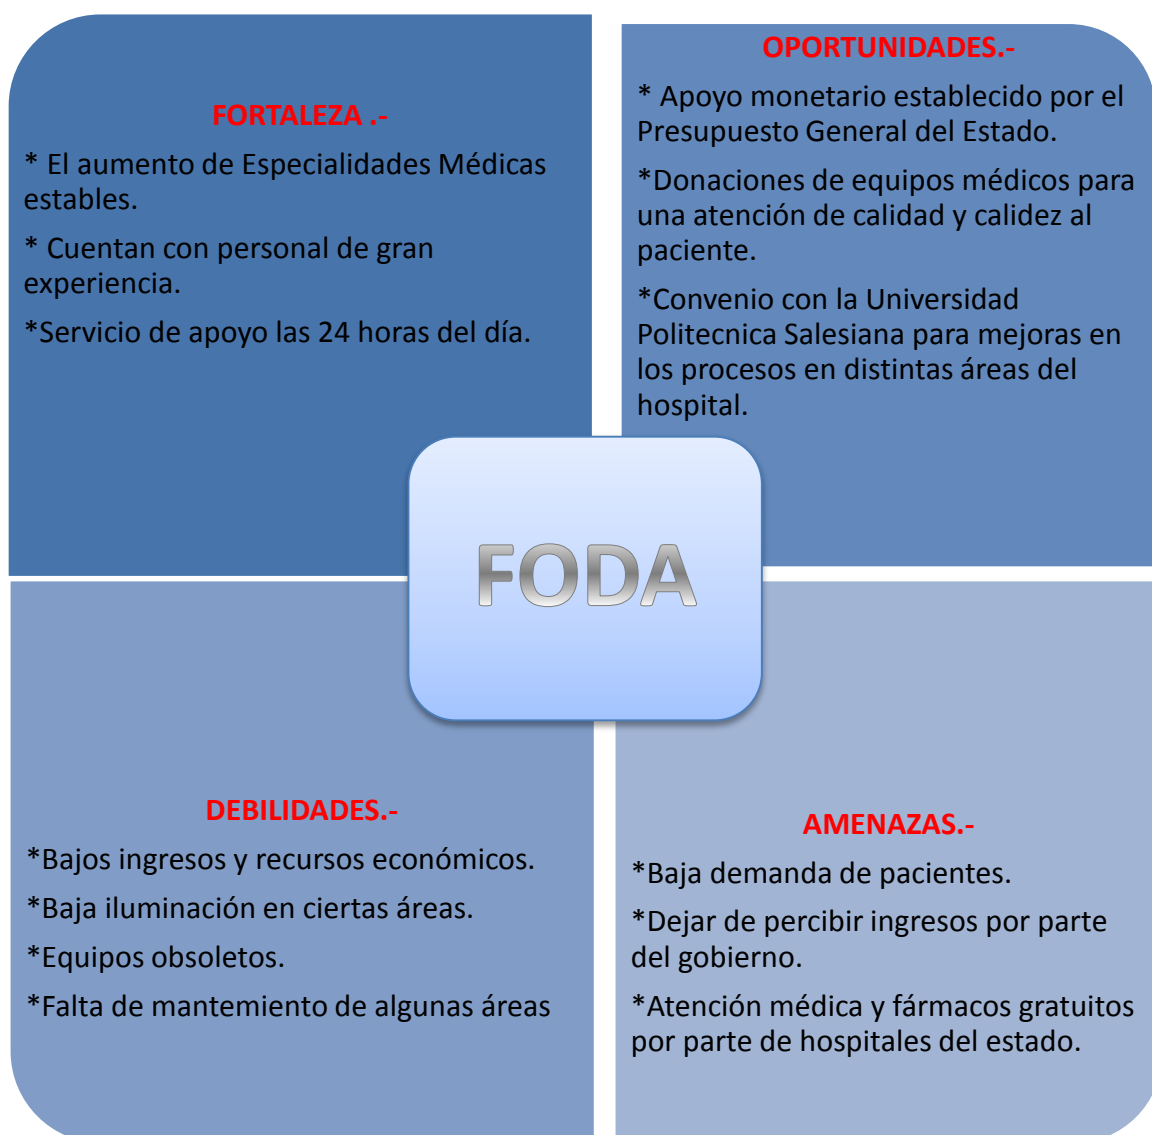 FORTALEZA .-
* El aumento de Especialidades Médicas
estables.
* Cuentan con personal de gran
experiencia.
*Servicio de apoyo las 24 horas del día.
OPORTUNIDADES.-
* Apoyo monetario establecido por el
Presupuesto General del Estado.
*Donaciones de equipos médicos para
una atención de calidad y calidez al
paciente.
*Convenio con la Universidad
Politecnica Salesiana para mejoras en
los procesos en distintas áreas del
hospital.
FODA
DEBILIDADES.-
*Bajos ingresos y recursos económicos.
*Baja iluminación en ciertas áreas.
*Equipos obsoletos.
*Falta de mantemiento de algunas áreas
AMENAZAS.-
*Baja demanda de pacientes.
*Dejar de percibir ingresos por parte
del gobierno.
*Atención médica y fármacos gratuitos
por parte de hospitales del estado.